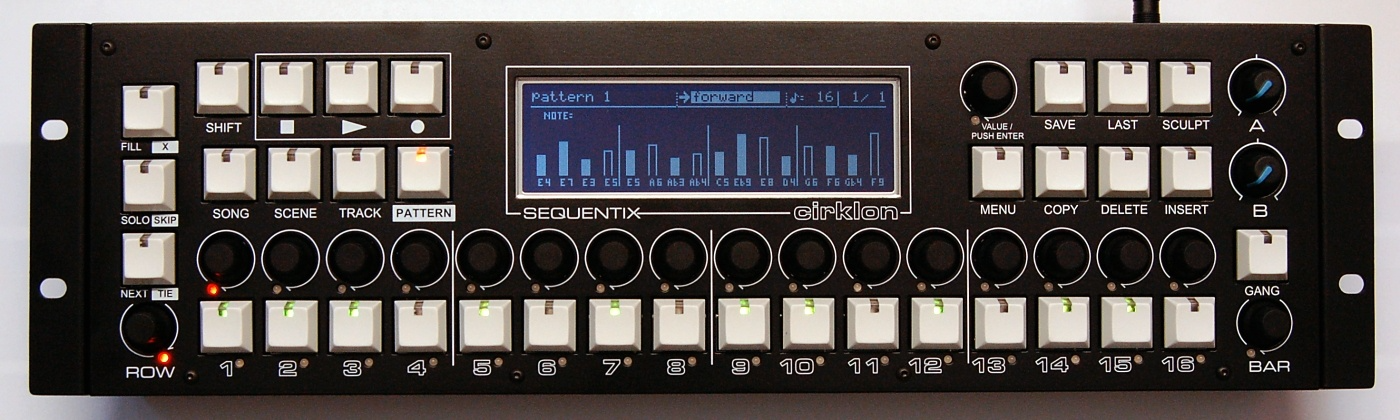 Pattern 1 →forward ♪= 16 1/ 1
NOTE:
E4 E7 E3 E5 E5 A6 Ab3 Ab4 C5 Eb9 E8 D4 G6 F6 Gb4 F9
SEQUENTIX cirklon
SHIFT
SONG SCENE TRACK PATTERN
FILL X
SOLO SKIP
NEXT TIE
ROW
VALUE /
PUSH ENTER
SAVE LAST SCULPT
MENU COPY DELETE INSERT
A
B
GANG
BAR
1 2 3 4 5 6 7 8 9 10 11 12 13 14 15 16